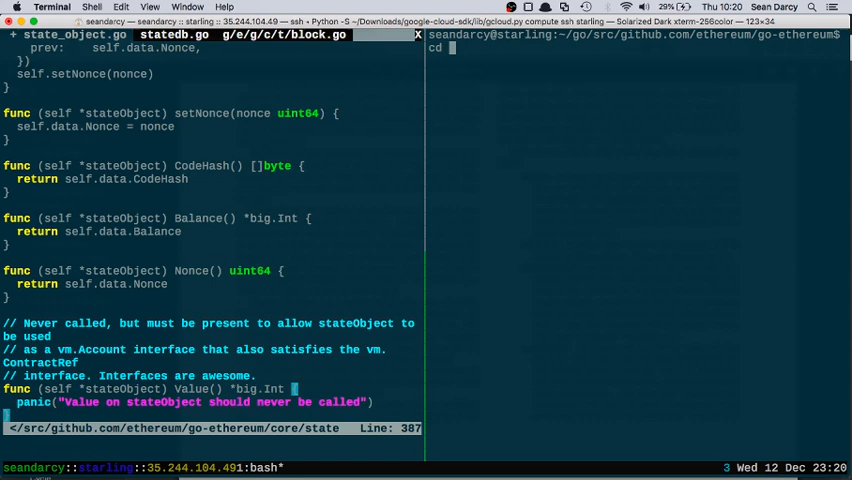 Terminal Shell Edit View Window Help 29% Thu 10:20 Sean Darcy
seandarcy — seandarcy :: starling :: 35.244.104.49 — ssh ‹ Python -S ~/Downloads/google-cloud-sdk/lib/gcloud.py compute ssh starling — Solarized Dark xterm-256color — 123×34
+ state_object.go statedb.go g/e/g/c/t/block.go X
prev: self.data.Nonce,
})
self.setNonce(nonce)
}
func (self *stateObject) setNonce(nonce uint64) {
self.data.Nonce = nonce
}
func (self *stateObject) CodeHash() []byte {
return self.data.CodeHash
}
func (self *stateObject) Balance() *big.Int {
return self.data.Balance
}
func (self *stateObject) Nonce() uint64 {
return self.data.Nonce
}
// Never called, but must be present to allow stateObject to
be used
// as a vm.Account interface that also satisfies the vm.
ContractRef
// interface. Interfaces are awesome.
func (self *stateObject) Value() *big.Int {
panic("Value on stateObject should never be called")
}
</src/github.com/ethereum/go-ethereum/core/state Line: 387
seandarcy@starling:~/go/src/github.com/ethereum/go-ethereum$
cd
seandarcy::starling::35.244.104.491:bash* 3 Wed 12 Dec 23:20